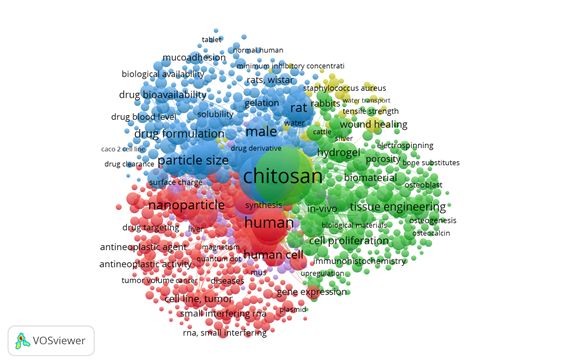 tablet
normal human
mucoadhesion
minimum inhibitory concentrati
biological availability
rats, wistar
staphylococcus aureus
drug bioavailability
gelation
rat
rabbits
water transport
tensile strength
drug blood level
solubility
water
wound healing
drug formulation
male
cattle
silver
caco 2 cell line
drug derivative
hydrogel
electrospinning
drug clearance
particle size
porosity
bone substitutes
surface charge
chitosan
biomaterial
osteoblast
nanoparticle
synthesis
in-vivo
tissue engineering
drug targeting
liver
human
biological materials
osteogenesis
osteocalcin
antineoplastic agent
magnetism
cell proliferation
antineoplastic activity
quantum dot
human cell
immunohistochemistry
tumor volume
cancer
diseases
mus
upregulation
cell line, tumor
gene expression
small interfering rna
plasmid
rna, small interfering
VOSviewer